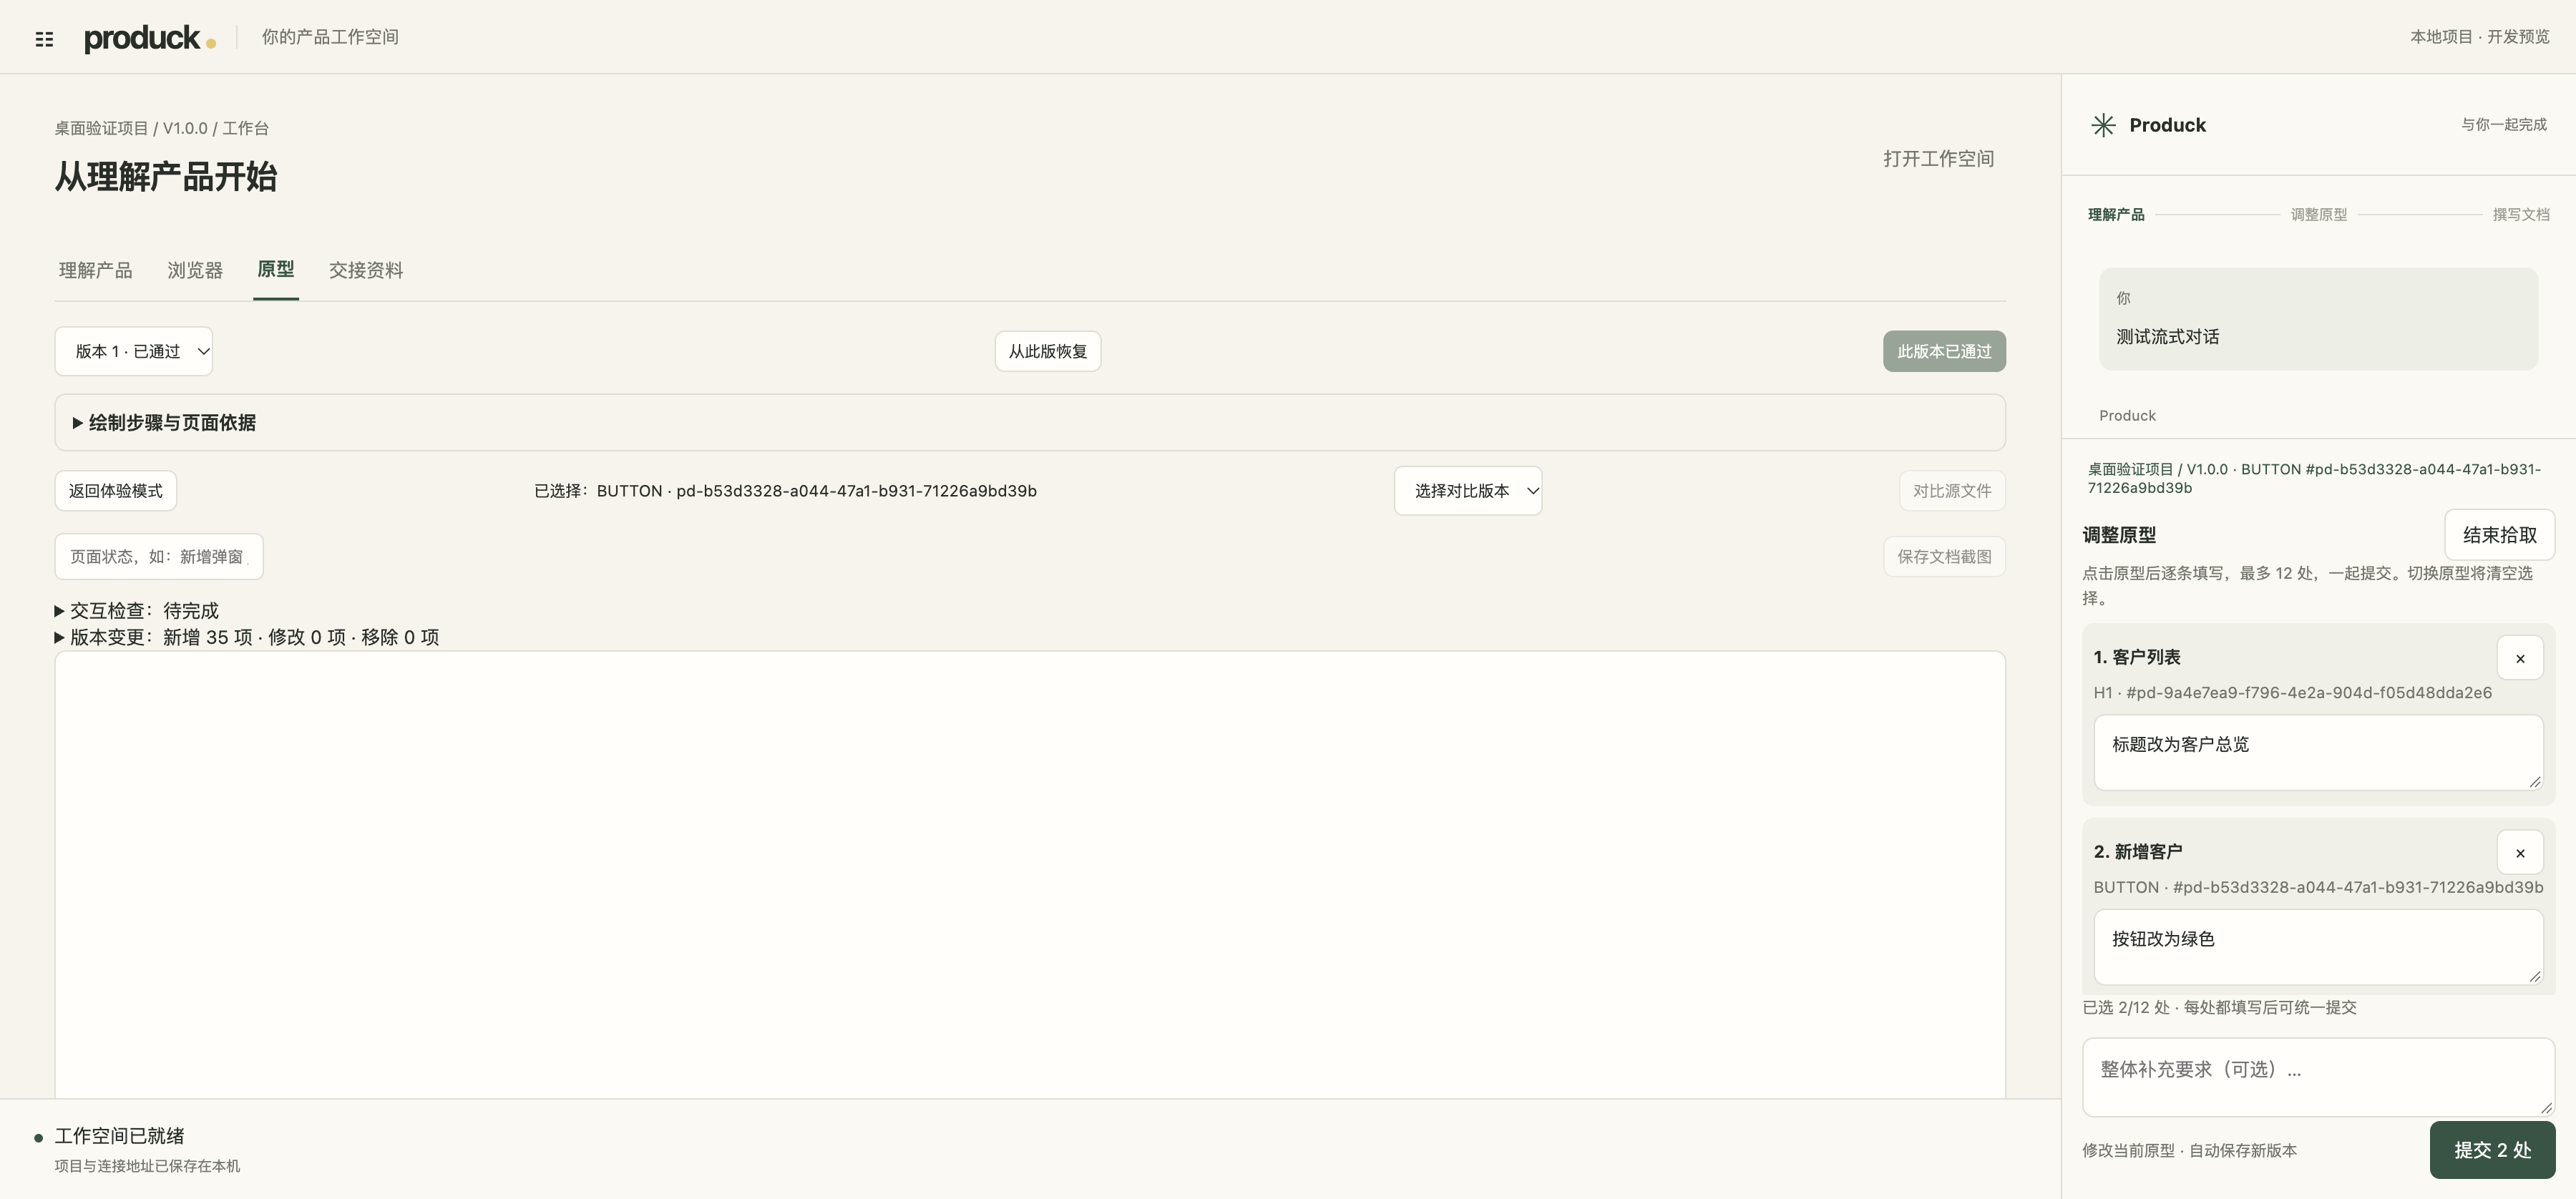 produck.
你的产品工作空间
本地项目 · 开发预览
桌面验证项目 / V1.0.0 / 工作台
从理解产品开始
打开工作空间
理解产品 浏览器 原型 交接资料
版本 1 · 已通过
从此版恢复
此版本已通过
绘制步骤与页面依据
返回体验模式
已选择：BUTTON · pd-b53d3328-a044-47a1-b931-71226a9bd39b
选择对比版本
对比源文件
页面状态，如：新增弹窗
保存文档截图
交互检查：待完成
版本变更：新增 35 项 · 修改 0 项 · 移除 0 项
工作空间已就绪
项目与连接地址已保存在本机
Produck
与你一起完成
理解产品 调整原型 撰写文档
你
测试流式对话
Produck
桌面验证项目 / V1.0.0 · BUTTON #pd-b53d3328-a044-47a1-b931-
71226a9bd39b
调整原型
结束拾取
点击原型后逐条填写，最多 12 处，一起提交。切换原型将清空选
择。
1. 客户列表
×
H1 · #pd-9a4e7ea9-f796-4e2a-904d-f05d48dda2e6
标题改为客户总览
2. 新增客户
×
BUTTON · #pd-b53d3328-a044-47a1-b931-71226a9bd39b
按钮改为绿色
已选 2/12 处 · 每处都填写后可统一提交
整体补充要求（可选）...
修改当前原型 · 自动保存新版本
提交 2 处